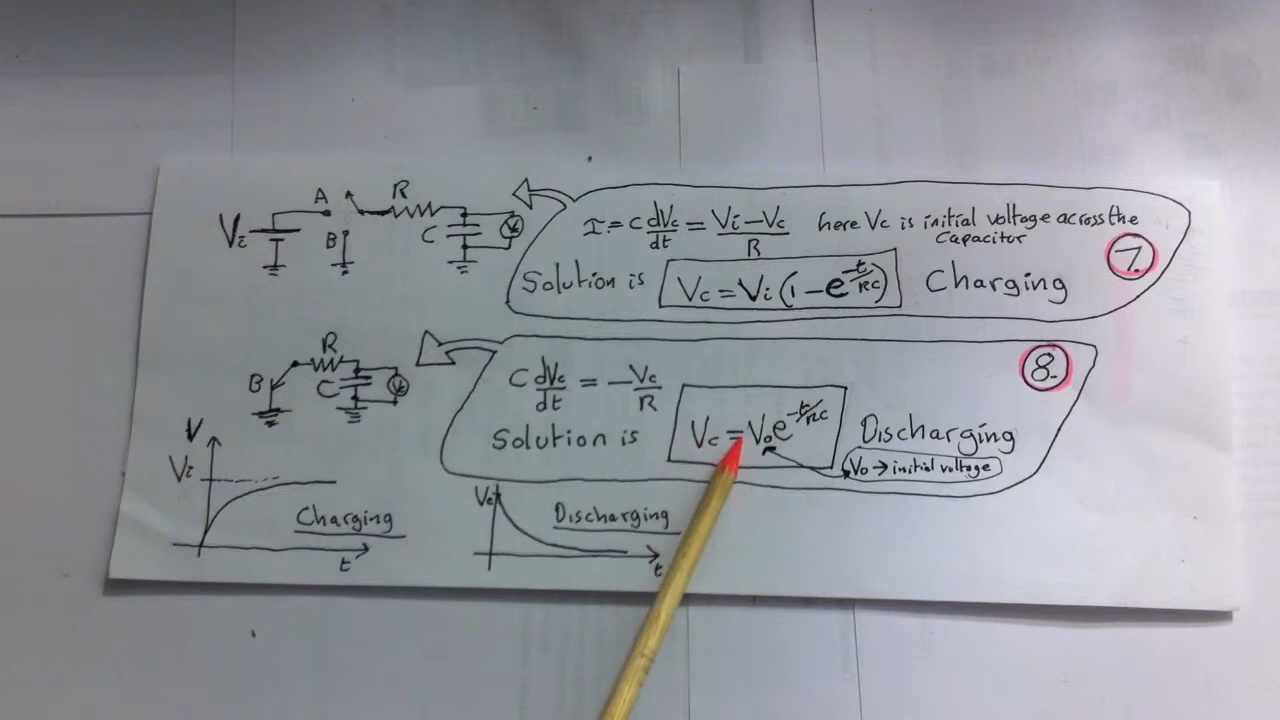 A
R
Vi
B
C
V
I = C dVc/dt = (Vi − Vc)/R here Vc is initial voltage across the
Capacitor
7.
Solution is Vc = Vi (1 − e^(−t/RC)) Charging
R
B
C
V
8.
C dVc/dt = − Vc/R
Solution is Vc = Voe^(−t/RC) Discharging
Vo → initial voltage
V
Vi
Charging
t
Vc
Discharging
t